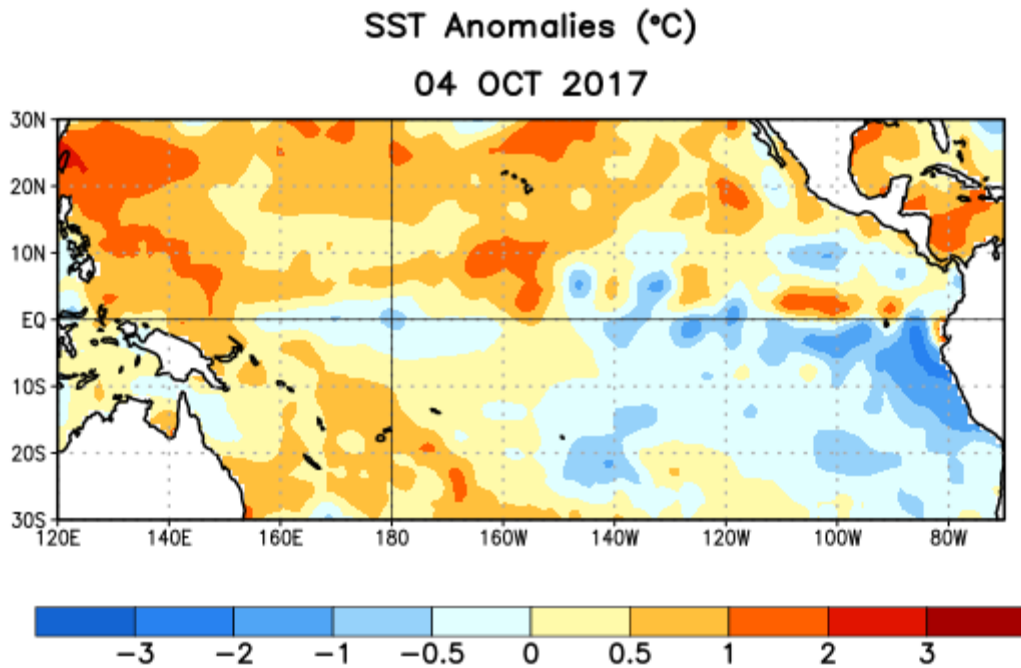 SST Anomalies (°C)
04 OCT 2017
30N
20N
10N
EQ
10S
20S
30S
120E 140E 160E 180 160W 140W 120W 100W 80W
-3 -2 -1 -0.5 0 0.5 1 2 3